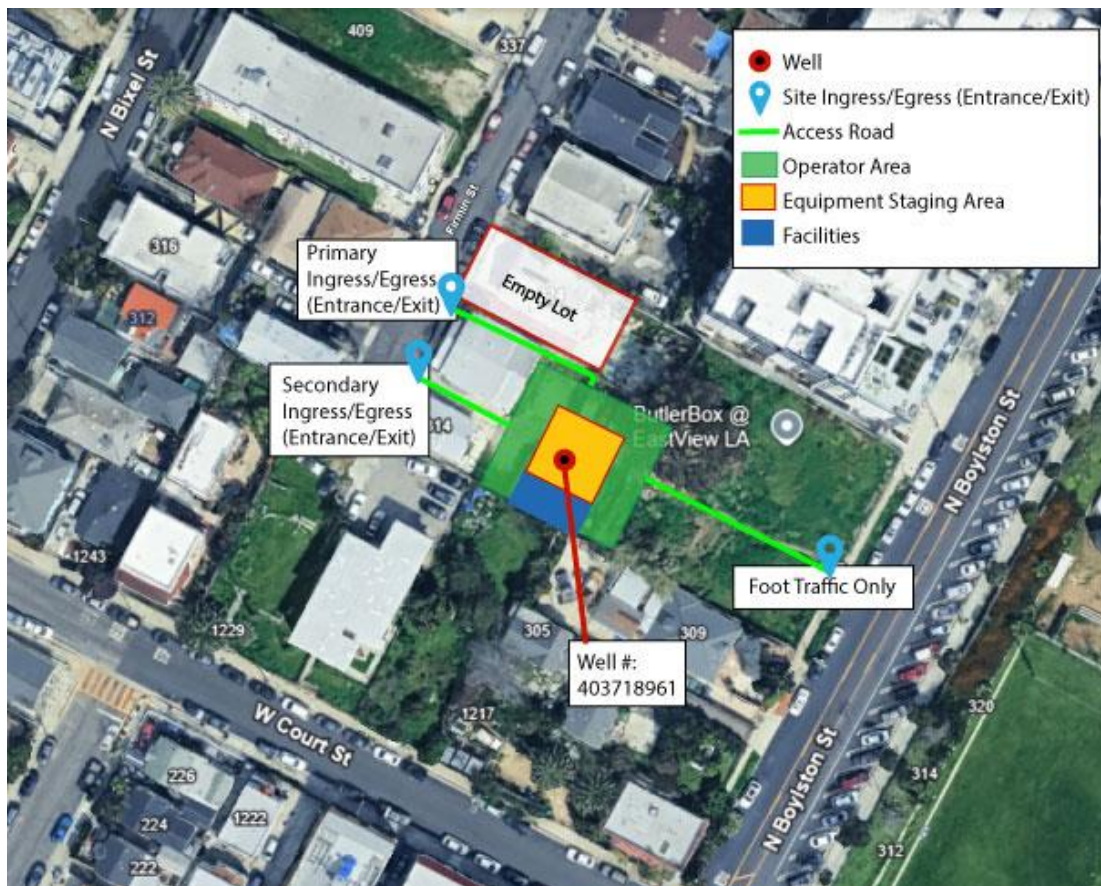 409
337
N Bixel St
Firmin St
Well
Site Ingress/Egress (Entrance/Exit)
Access Road
Operator Area
Equipment Staging Area
Facilities
316
Primary
Ingress/Egress
(Entrance/Exit)
Empty Lot
312
Secondary
Ingress/Egress
(Entrance/Exit)
314
ButlerBox @
EastView LA
N Boylston St
1243
Foot Traffic Only
1229
305
309
Well #:
403718961
1217
W Court St
320
226
314
224
1222
N Boylston St
222
312